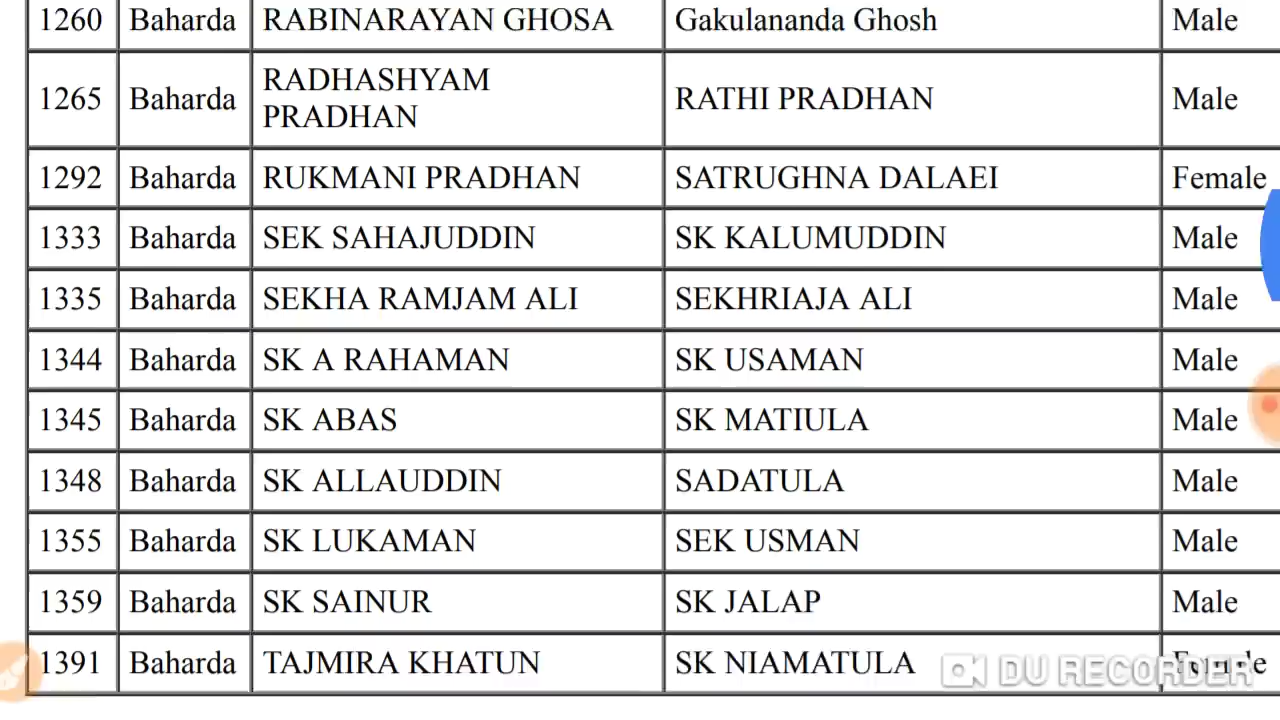 1260 Baharda RABINARAYAN GHOSA Gakulananda Ghosh Male
1265 Baharda RADHASHYAM PRADHAN RATHI PRADHAN Male
1292 Baharda RUKMANI PRADHAN SATRUGHNA DALAEI Female
1333 Baharda SEK SAHAJUDDIN SK KALUMUDDIN Male
1335 Baharda SEKHA RAMJAM ALI SEKHRIAJA ALI Male
1344 Baharda SK A RAHAMAN SK USAMAN Male
1345 Baharda SK ABAS SK MATIULA Male
1348 Baharda SK ALLAUDDIN SADATULA Male
1355 Baharda SK LUKAMAN SEK USMAN Male
1359 Baharda SK SAINUR SK JALAP Male
1391 Baharda TAJMIRA KHATUN SK NIAMATULA Female
DU RECORDER